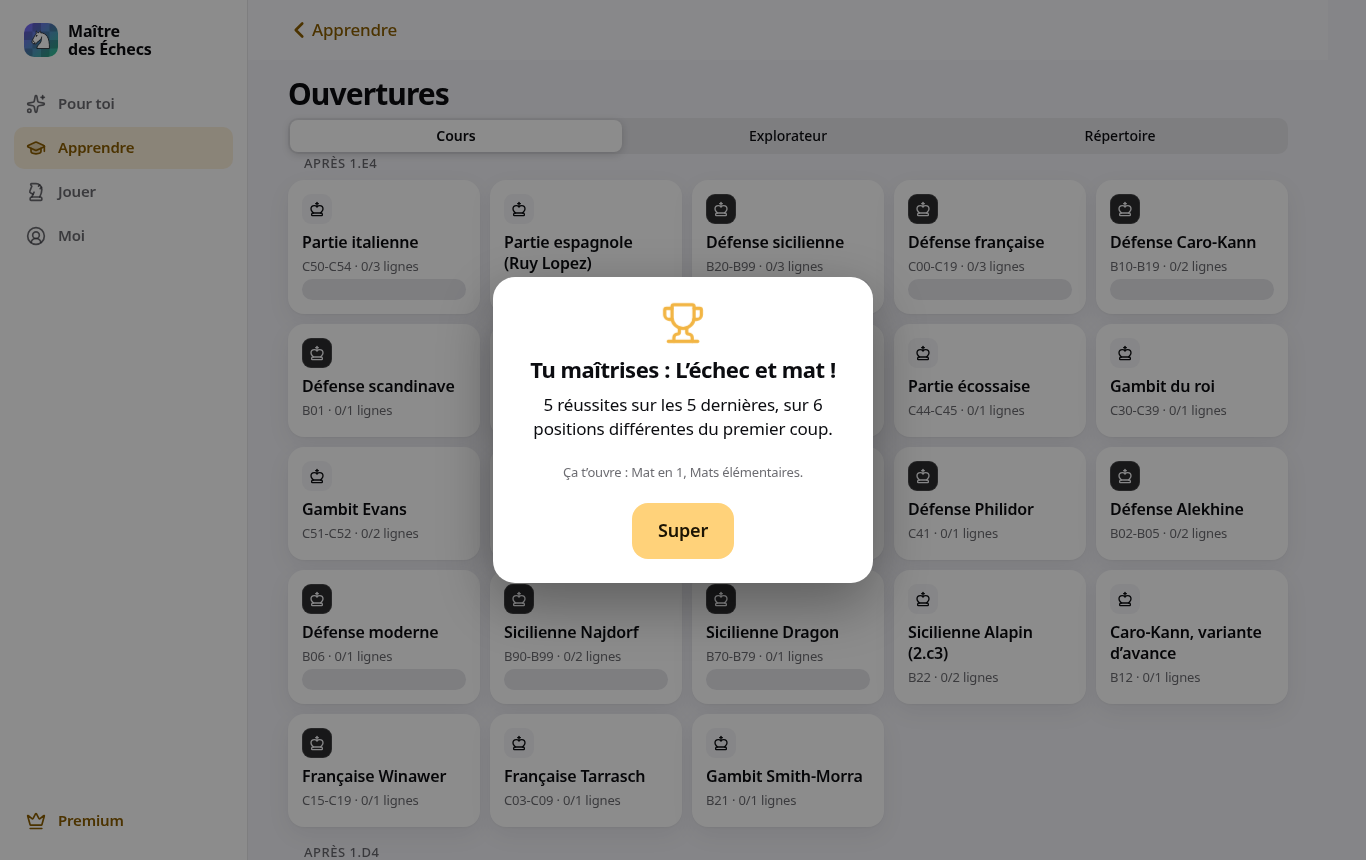 Maître
des Échecs
Pour toi
Apprendre
Jouer
Moi
Premium
Apprendre
Ouvertures
Cours
Explorateur
Répertoire
APRÈS 1.E4
Partie italienne
C50-C54 · 0/3 lignes
Partie espagnole
(Ruy Lopez)
Défense sicilienne
B20-B99 · 0/3 lignes
Défense française
C00-C19 · 0/3 lignes
Défense Caro-Kann
B10-B19 · 0/2 lignes
Défense scandinave
B01 · 0/1 lignes
Partie écossaise
C44-C45 · 0/1 lignes
Gambit du roi
C30-C39 · 0/1 lignes
Gambit Evans
C51-C52 · 0/2 lignes
Défense Philidor
C41 · 0/1 lignes
Défense Alekhine
B02-B05 · 0/2 lignes
Tu maîtrises : L’échec et mat !
5 réussites sur les 5 dernières, sur 6
positions différentes du premier coup.
Ça t’ouvre : Mat en 1, Mats élémentaires.
Super
Défense moderne
B06 · 0/1 lignes
Sicilienne Najdorf
B90-B99 · 0/2 lignes
Sicilienne Dragon
B70-B79 · 0/1 lignes
Sicilienne Alapin
(2.c3)
B22 · 0/2 lignes
Caro-Kann, variante
d’avance
B12 · 0/1 lignes
Française Winawer
C15-C19 · 0/1 lignes
Française Tarrasch
C03-C09 · 0/1 lignes
Gambit Smith-Morra
B21 · 0/1 lignes
APRÈS 1.D4